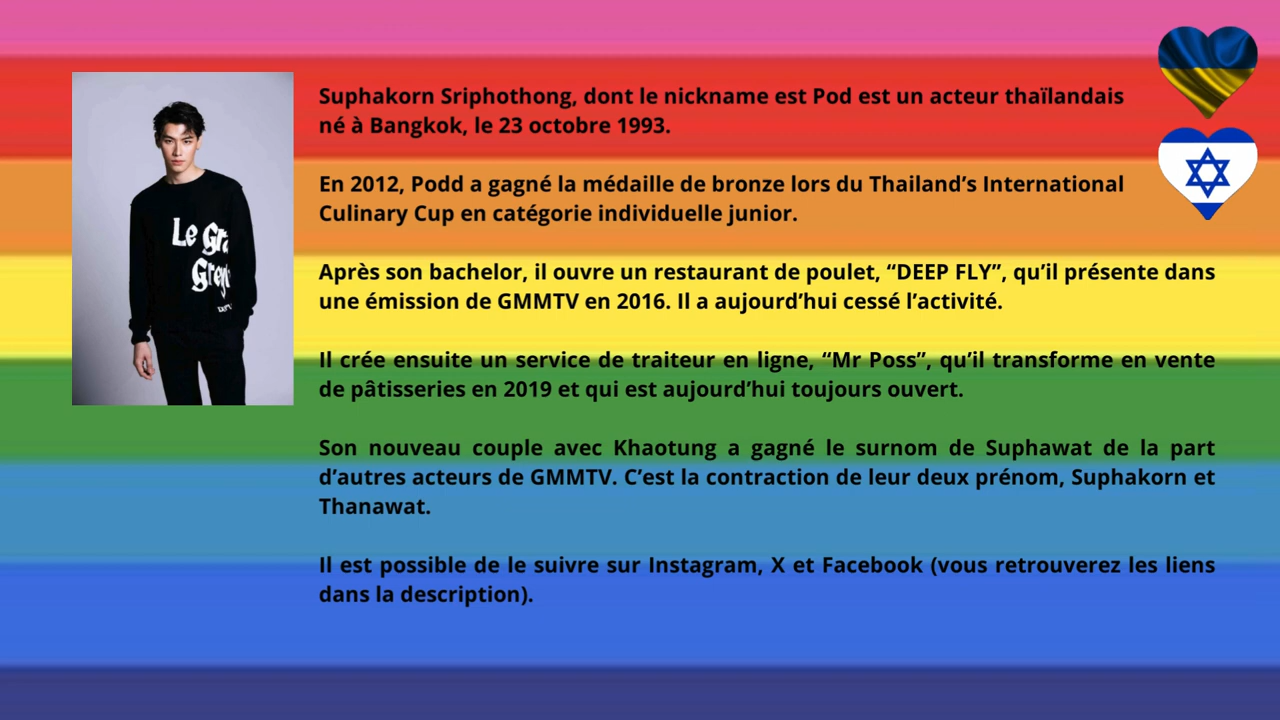 Suphakorn Sriphothong, dont le nickname est Pod est un acteur thaïlandais
né à Bangkok, le 23 octobre 1993.
En 2012, Podd a gagné la médaille de bronze lors du Thailand’s International
Culinary Cup en catégorie individuelle junior.
Après son bachelor, il ouvre un restaurant de poulet, “DEEP FLY”, qu’il présente dans
une émission de GMMTV en 2016. Il a aujourd’hui cessé l’activité.
Il crée ensuite un service de traiteur en ligne, “Mr Poss”, qu’il transforme en vente
de pâtisseries en 2019 et qui est aujourd’hui toujours ouvert.
Son nouveau couple avec Khaotung a gagné le surnom de Suphawat de la part
d’autres acteurs de GMMTV. C’est la contraction de leur deux prénom, Suphakorn et
Thanawat.
Il est possible de le suivre sur Instagram, X et Facebook (vous retrouverez les liens
dans la description).
Le